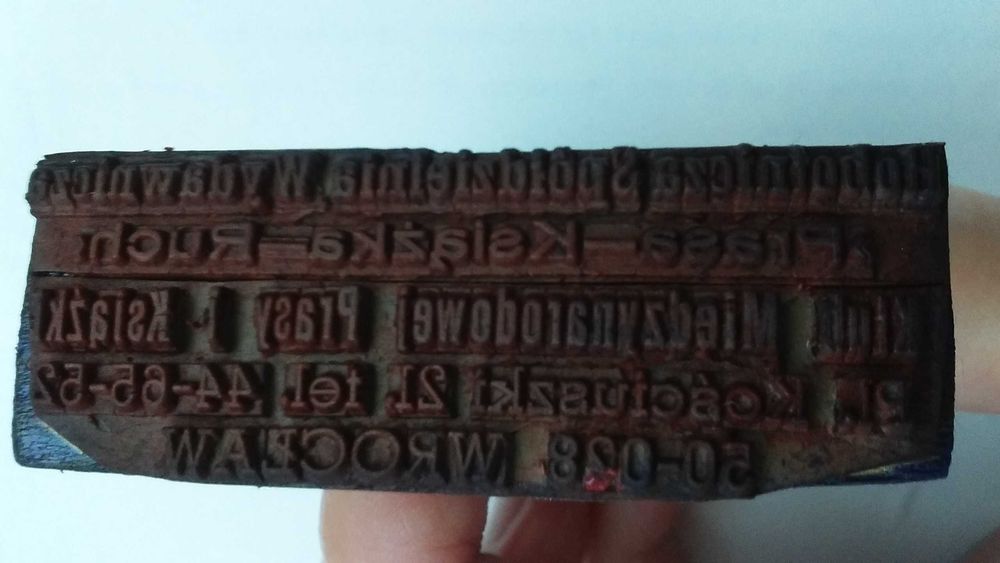 Robotnicza Spółdzielnia Wydawnicza
„Prasa—Książka—Ruch
Klub Międzynarodowej Prasy i Książk
Pl. Kościuszki 21 tel. 44-65-52
50-028 WROCŁAW